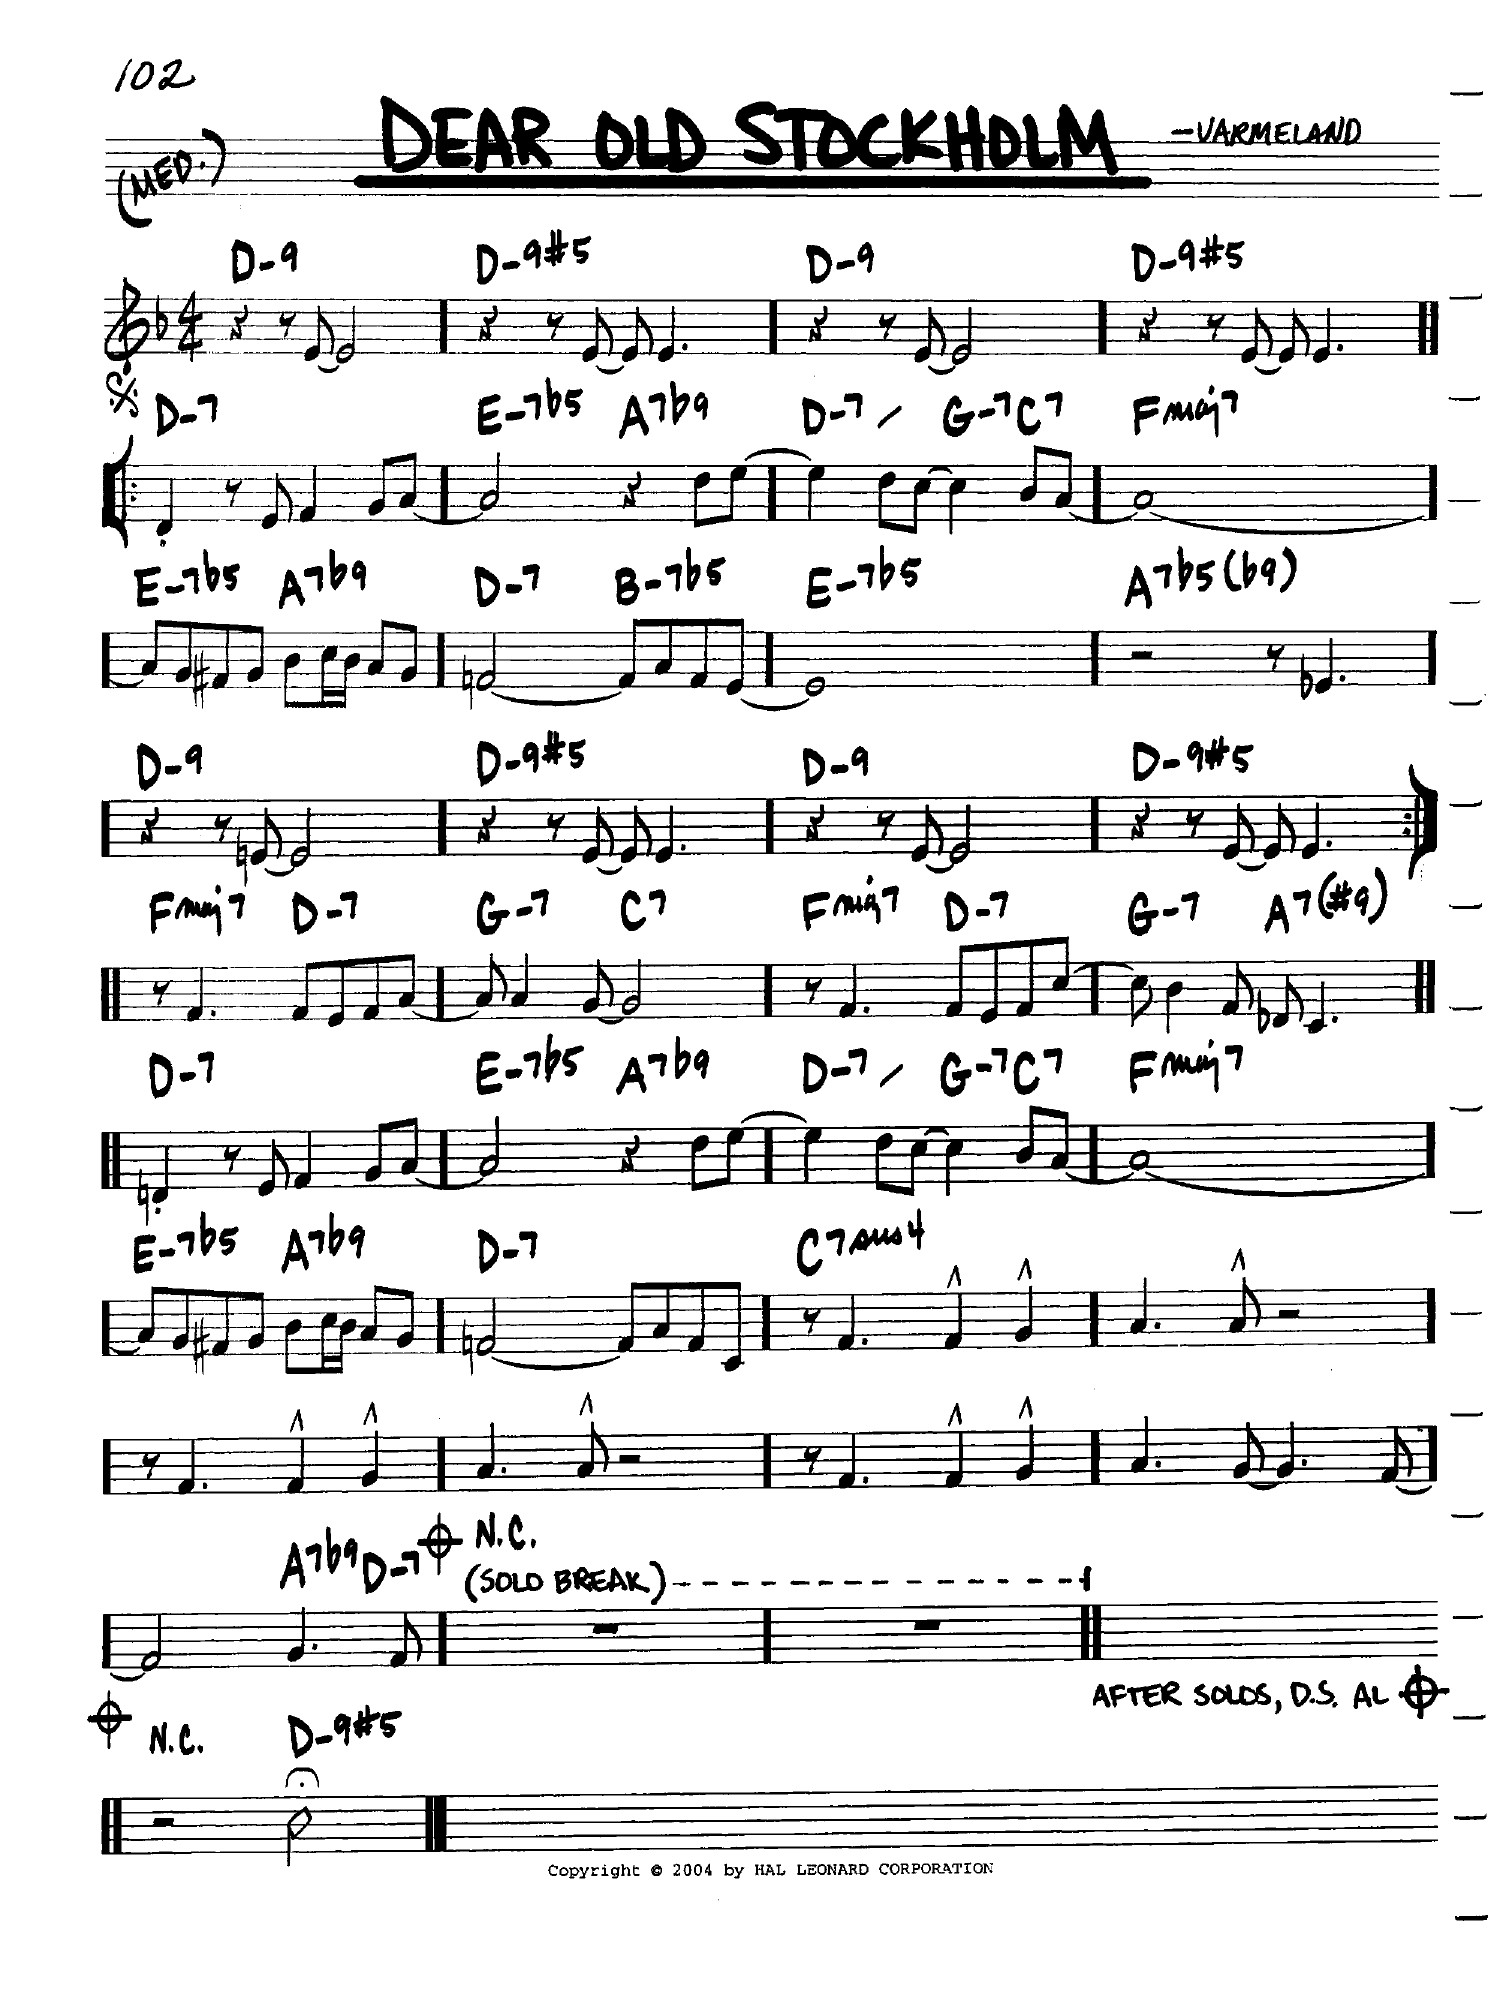 102
DEAR OLD STOCKHOLM -VARMELAND
(MED.)
D-9 D-9#5 D-9 D-9#5
4/4
D-7 E-7b5 A7b9 D-7 / G-7 C7 Fmaj7
E-7b5 A7b9 D-7 B-7b5 E-7b5 A7b5(b9)
D-9 D-9#5 D-9 D-9#5
Fmaj7 D-7 G-7 C7 Fmaj7 D-7 G-7 A7(#9)
D-7 E-7b5 A7b9 D-7 / G-7 C7 Fmaj7
E-7b5 A7b9 D-7 C7sus4
A7b9 D-7 N.C.
(SOLO BREAK)
AFTER SOLOS, D.S. AL
N.C. D-9#5
Copyright © 2004 by HAL LEONARD CORPORATION